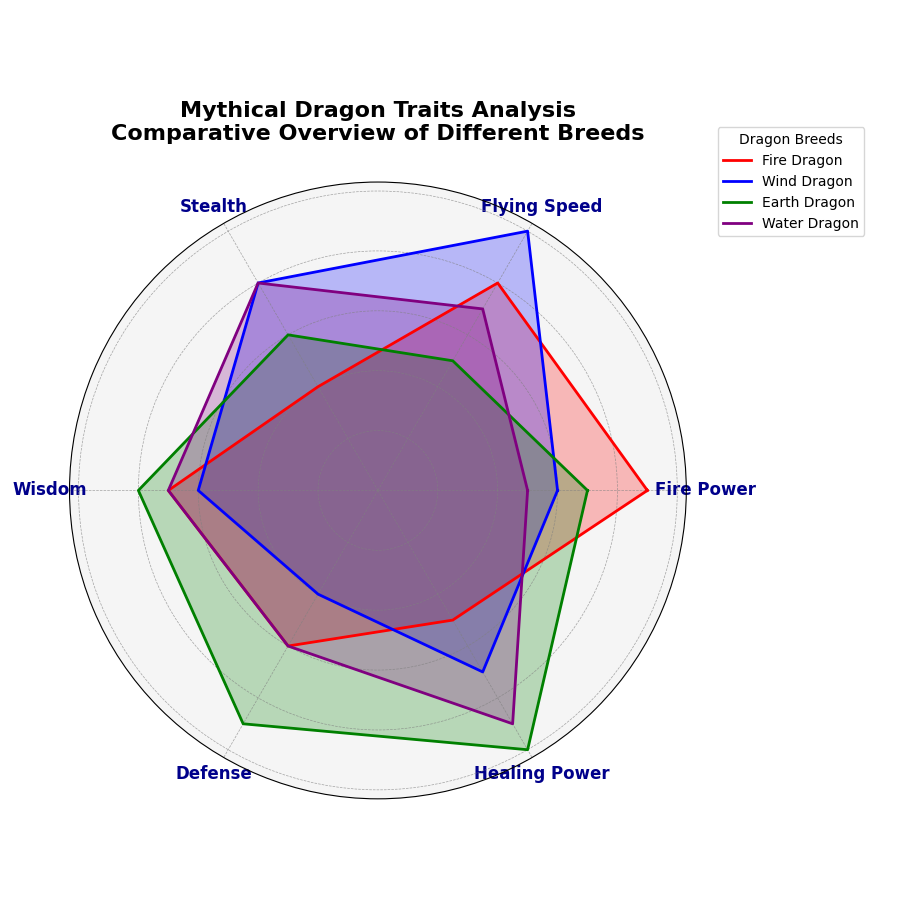 Mythical Dragon Traits Analysis
Comparative Overview of Different Breeds
Dragon Breeds
Fire Dragon
Wind Dragon
Earth Dragon
Water Dragon
Stealth
Flying Speed
Wisdom
Fire Power
Defense
Healing Power